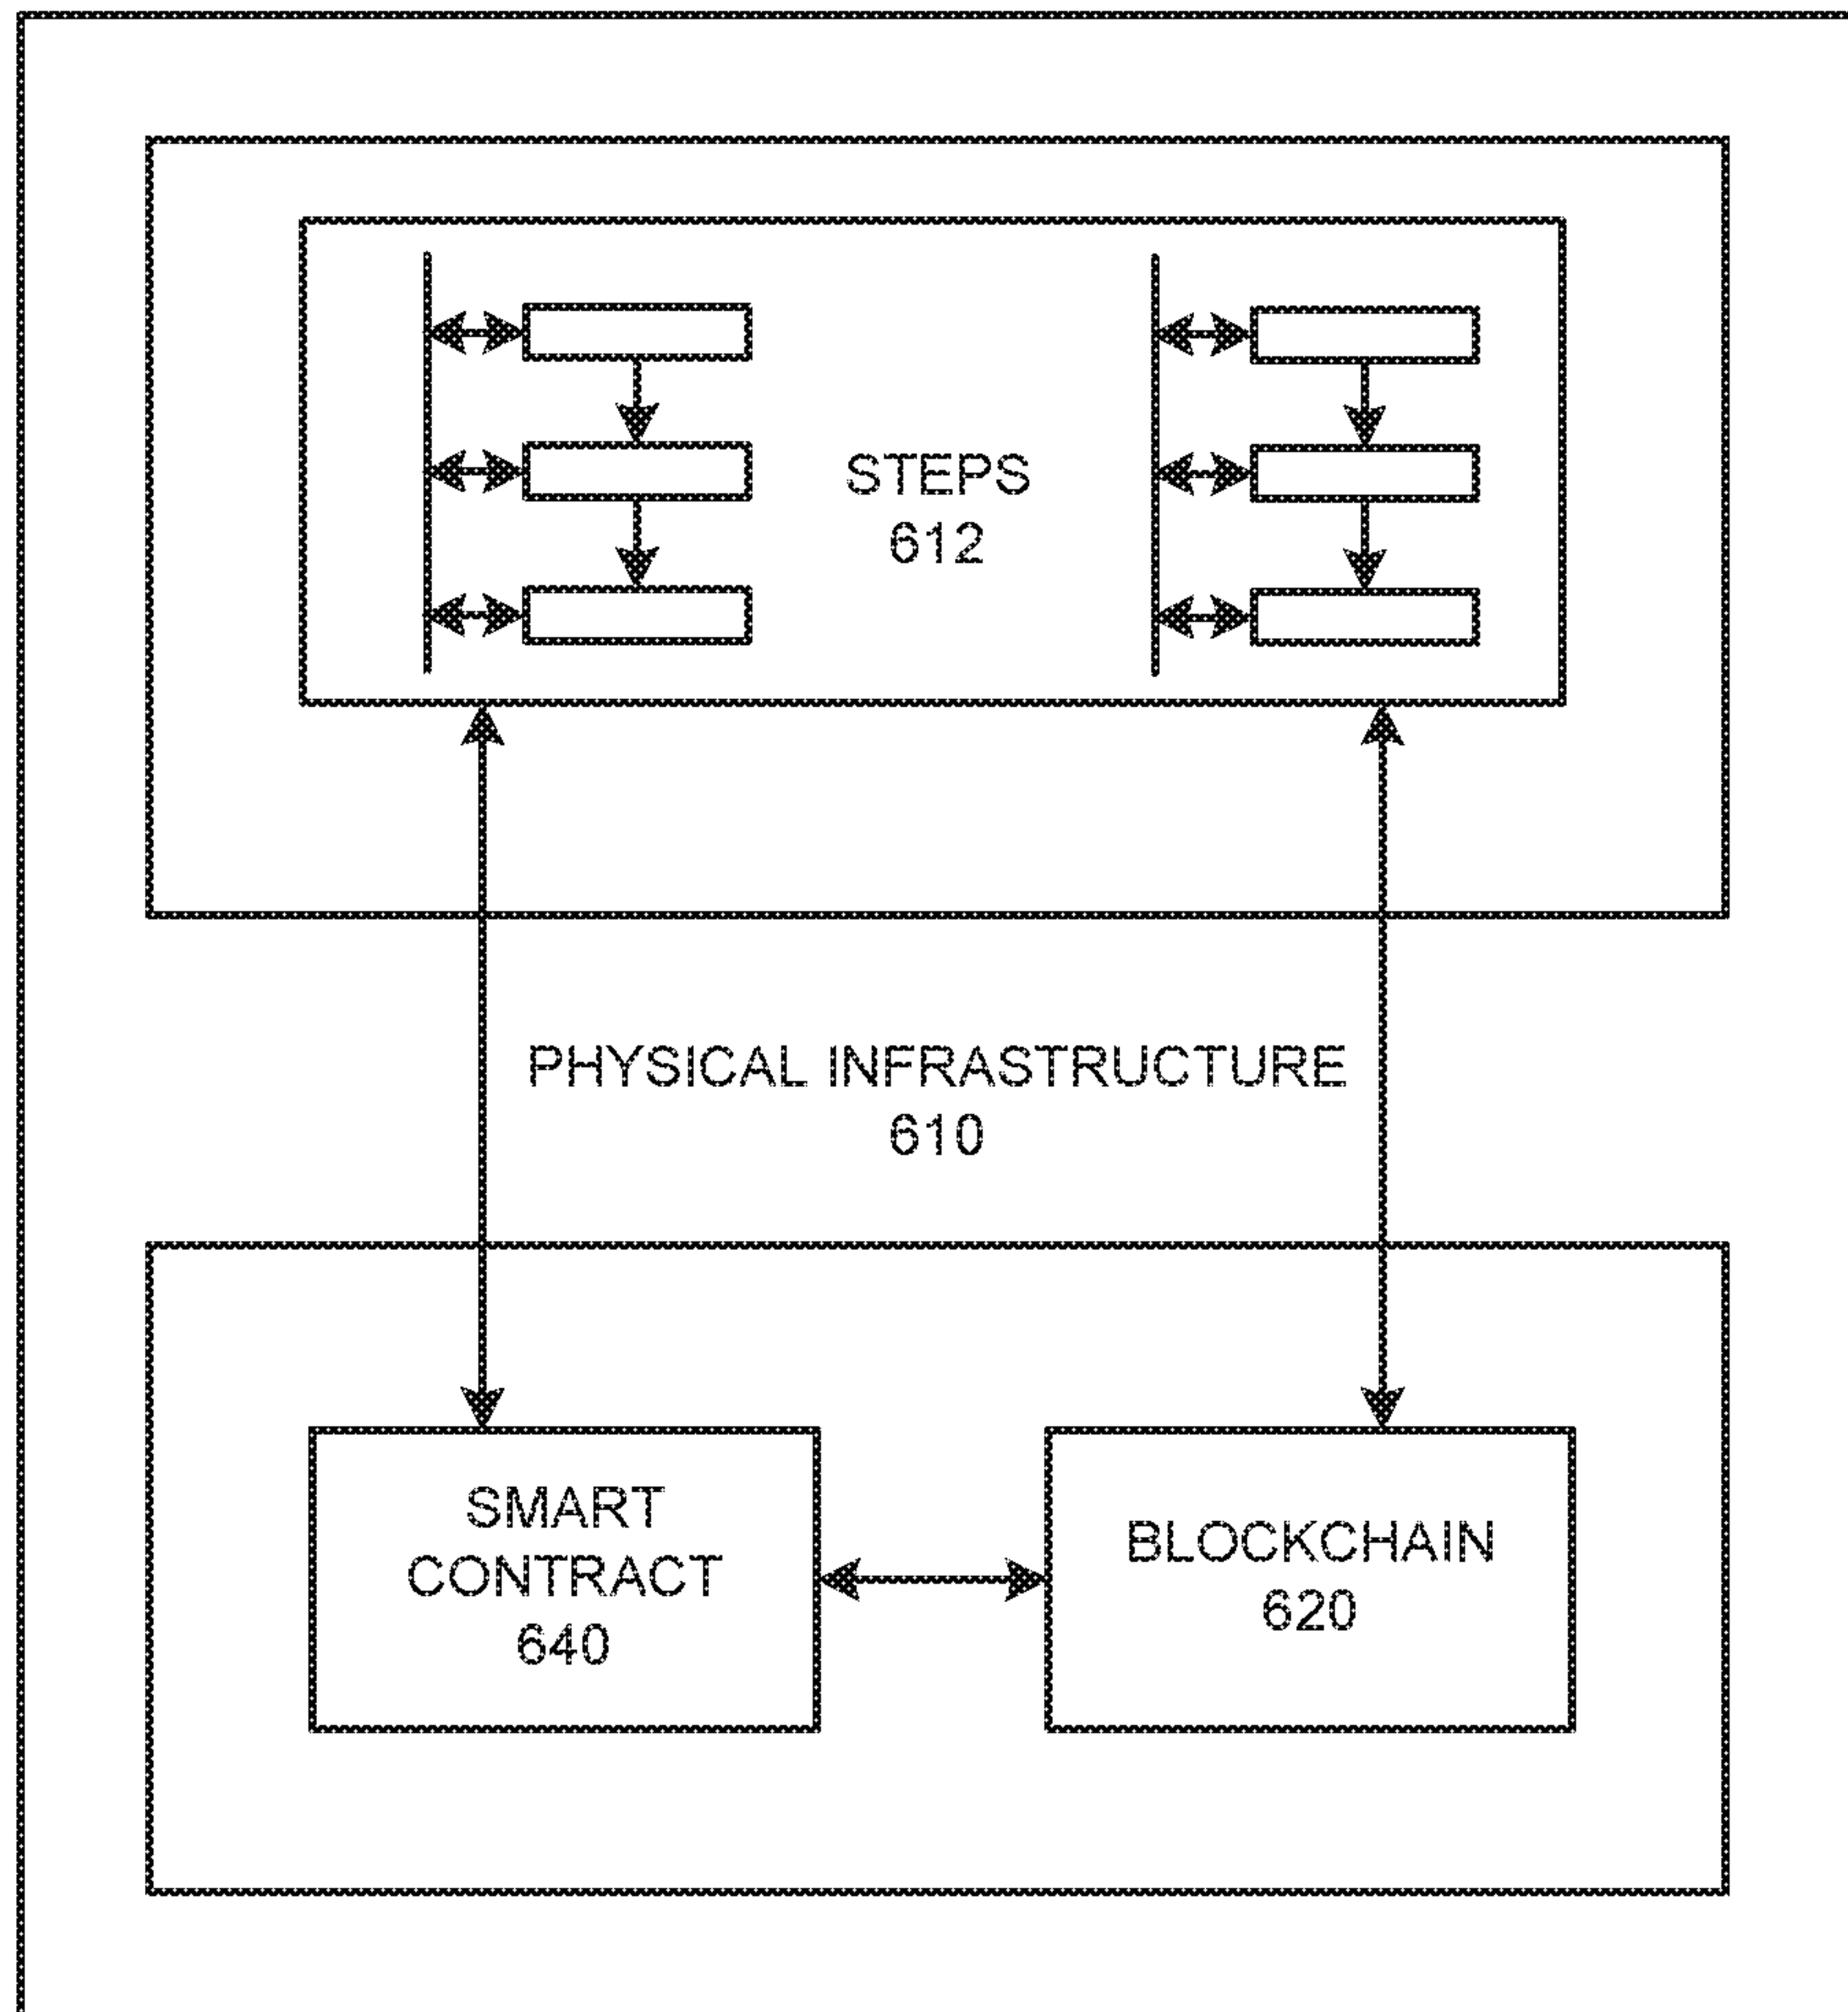 STEPS
612
PHYSICAL INFRASTRUCTURE
610
SMART
CONTRACT
640
BLOCKCHAIN
620